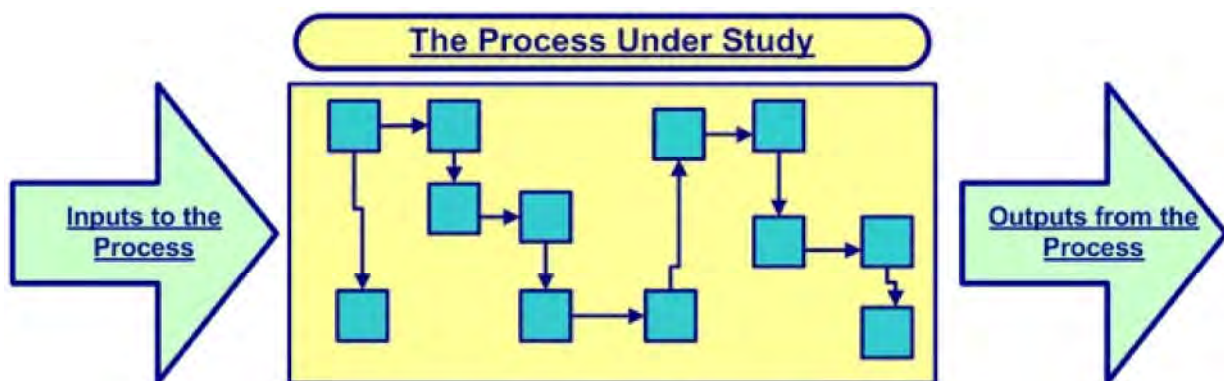 The Process Under Study
Inputs to the
Process
Outputs from the
Process